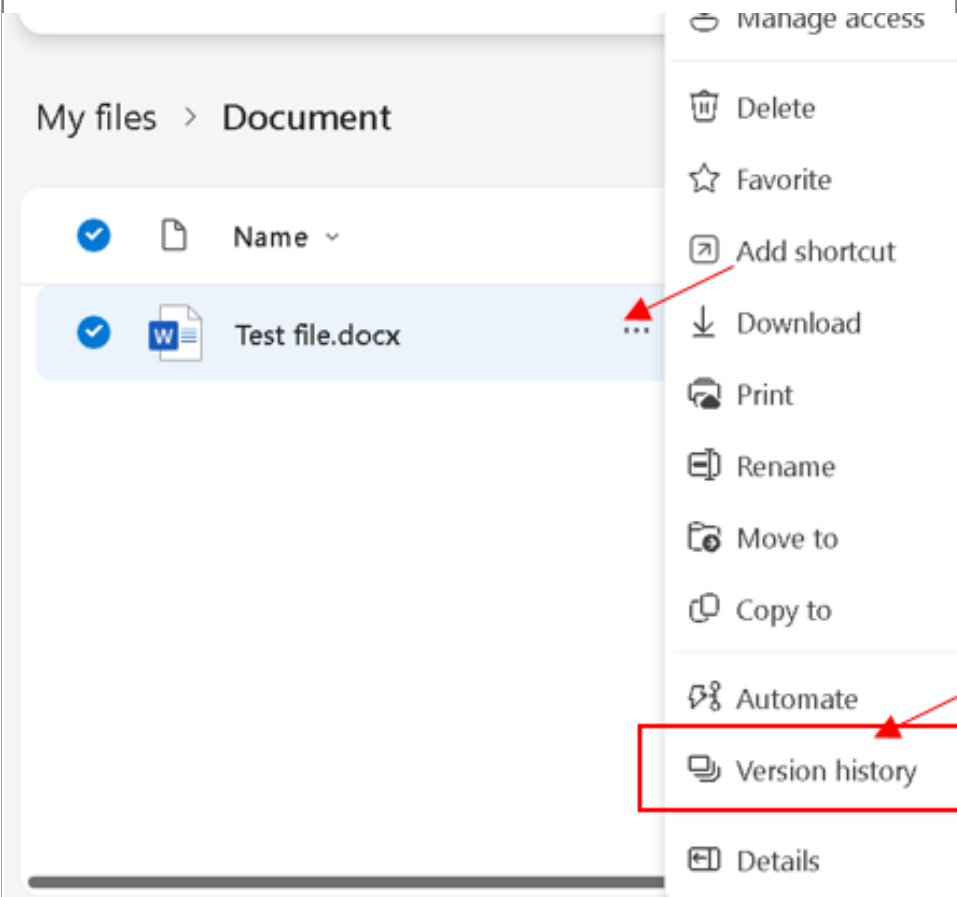 Manage access
My files > Document
Delete
Favorite
Name
Add shortcut
W Test file.docx ...
Download
Print
Rename
Move to
Copy to
Automate
Version history
Details